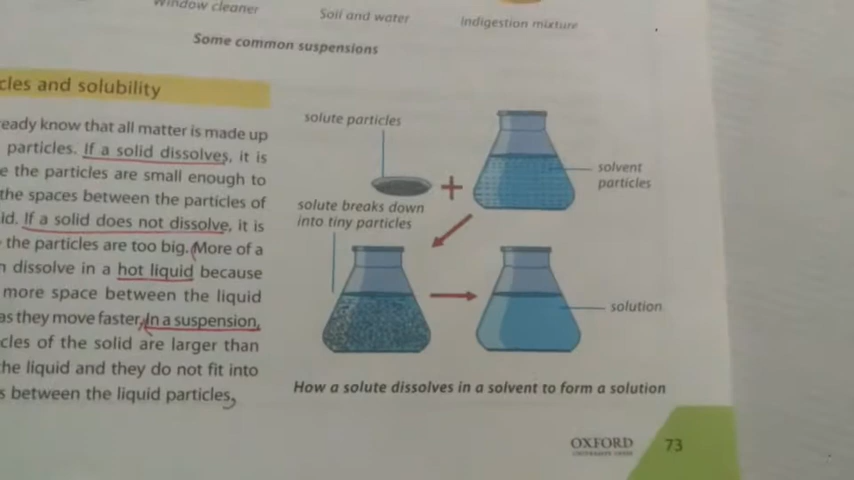 Window cleaner
Soil and water
Indigestion mixture
Some common suspensions
cles and solubility
eady know that all matter is made up
particles. If a solid dissolves, it is
e the particles are small enough to
the spaces between the particles of
id. If a solid does not dissolve, it is
the particles are too big. More of a
n dissolve in a hot liquid because
more space between the liquid
as they move faster. In a suspension,
cles of the solid are larger than
he liquid and they do not fit into
s between the liquid particles.
solute particles
solvent
particles
solute breaks down
into tiny particles
solution
How a solute dissolves in a solvent to form a solution
OXFORD
UNIVERSITY PRESS
73